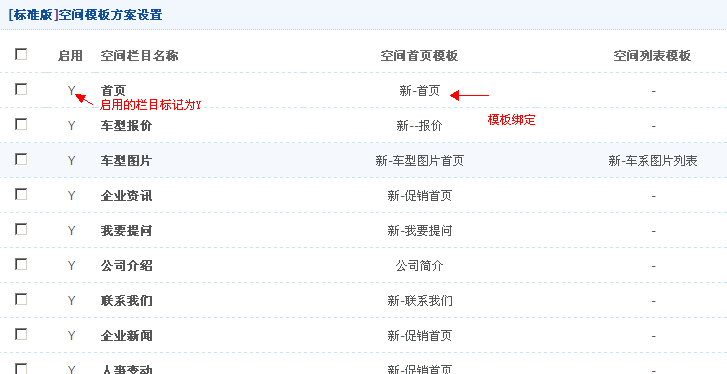 [标准版]空间模板方案设置
启用 空间栏目名称 空间首页模板 空间列表模板
Y 首页 新-首页 -
启用的栏目标记为Y
模板绑定
Y 车型报价 新--报价 -
Y 车型图片 新-车型图片首页 新-车系图片列表
Y 企业资讯 新-促销首页 -
Y 我要提问 新-我要提问 -
Y 公司介绍 公司简介 -
Y 联系我们 新-联系我们 -
Y 企业新闻 新-促销首页 -
Y 人事变动 新-促销首页 -